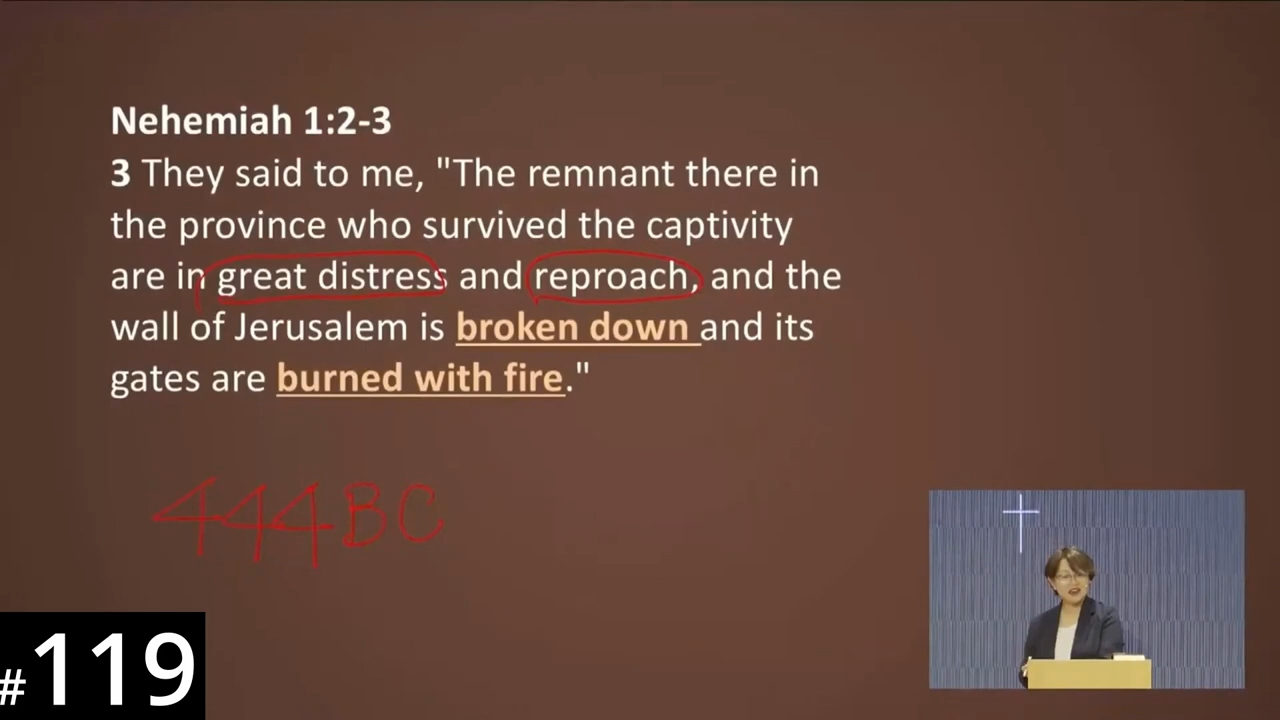 Nehemiah 1:2-3
3 They said to me, "The remnant there in
the province who survived the captivity
are in great distress and reproach, and the
wall of Jerusalem is broken down and its
gates are burned with fire."
444BC
#119